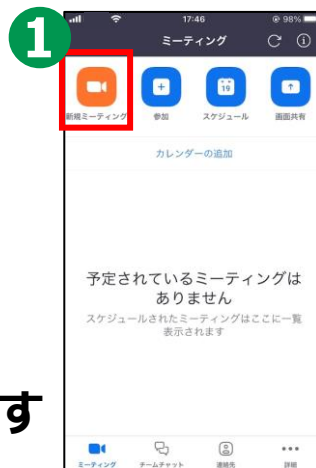 1
17:46 98%
ミーティング
19
新規ミーティング 参加 スケジュール 画面共有
カレンダーの追加
予定されているミーティングは
ありません
スケジュールされたミーティングはここに一覧
表示されます
す
ミーティング チームチャット 連絡先 詳細